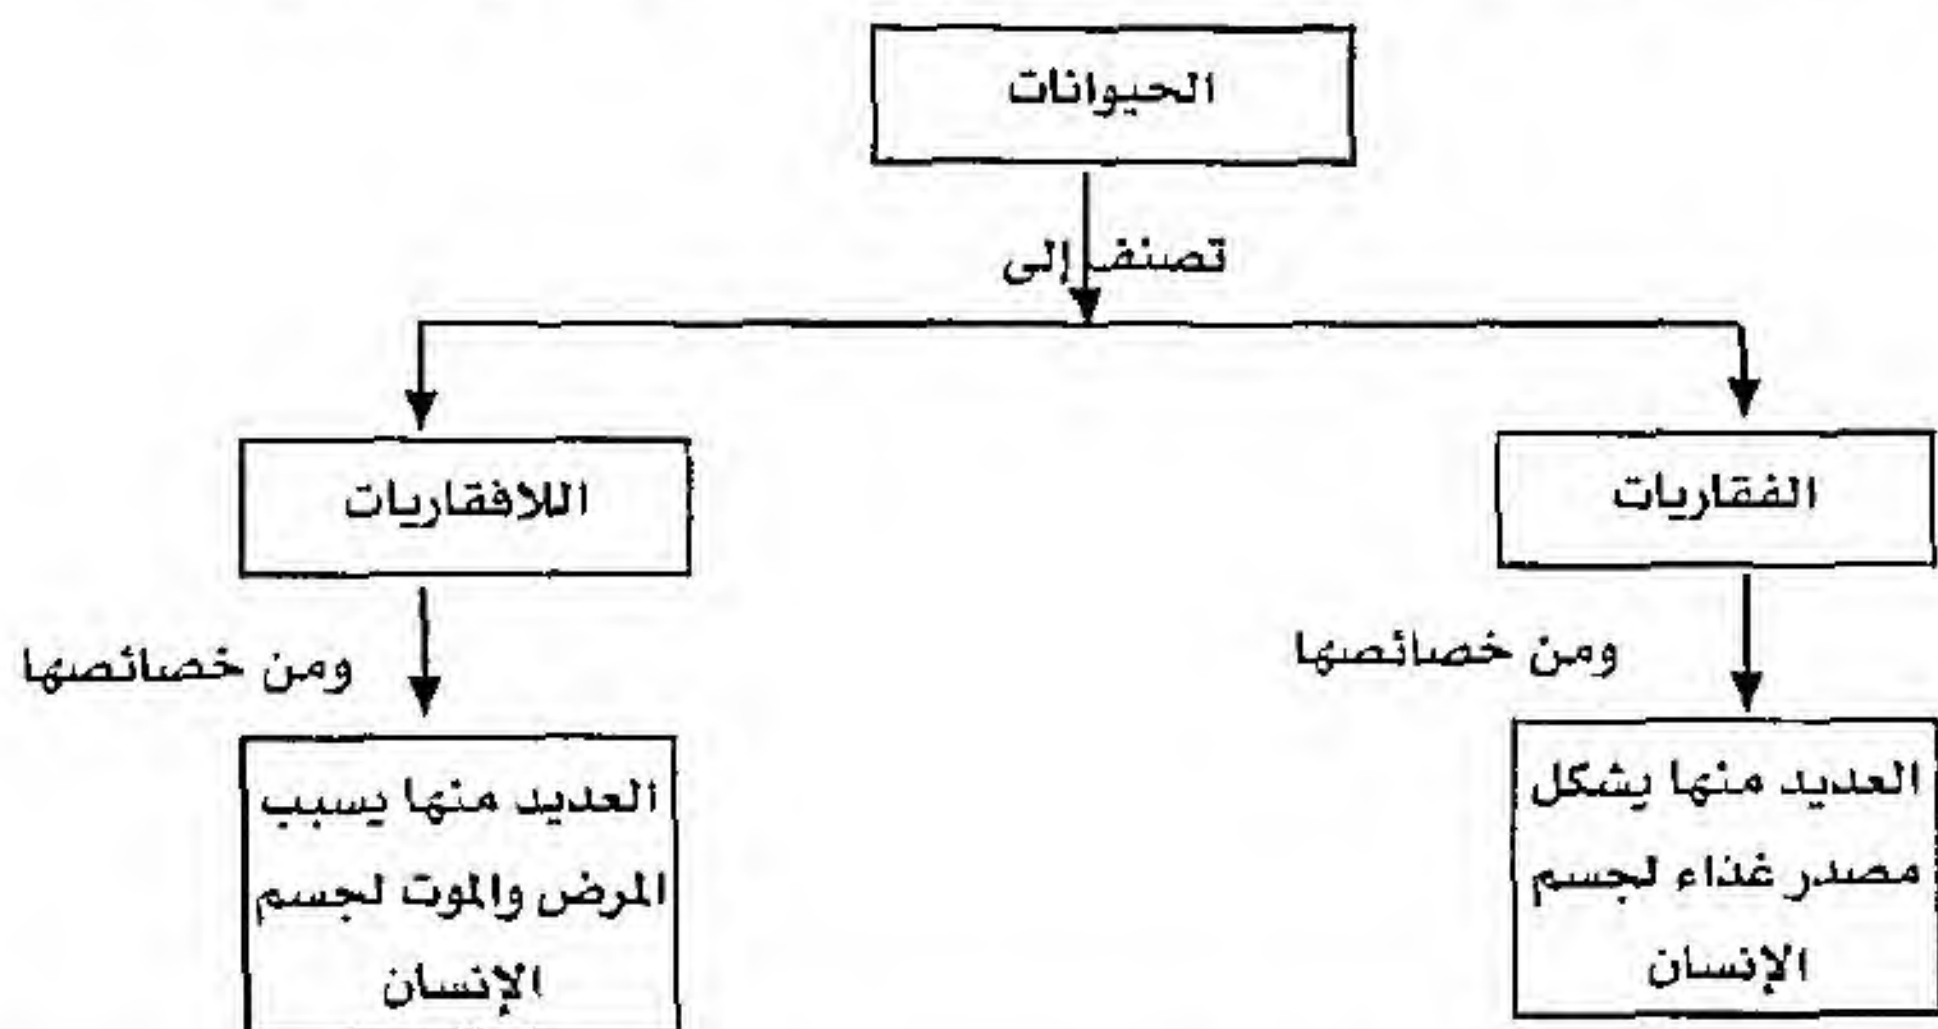 الحيوانات
تصنف إلى
الفقاريات
اللافقاريات
ومن خصائصها
ومن خصائصها
العديد منها يشكل
مصدر غذاء لجسم
الإنسان
العديد منها يسبب
المرض والموت لجسم
الإنسان